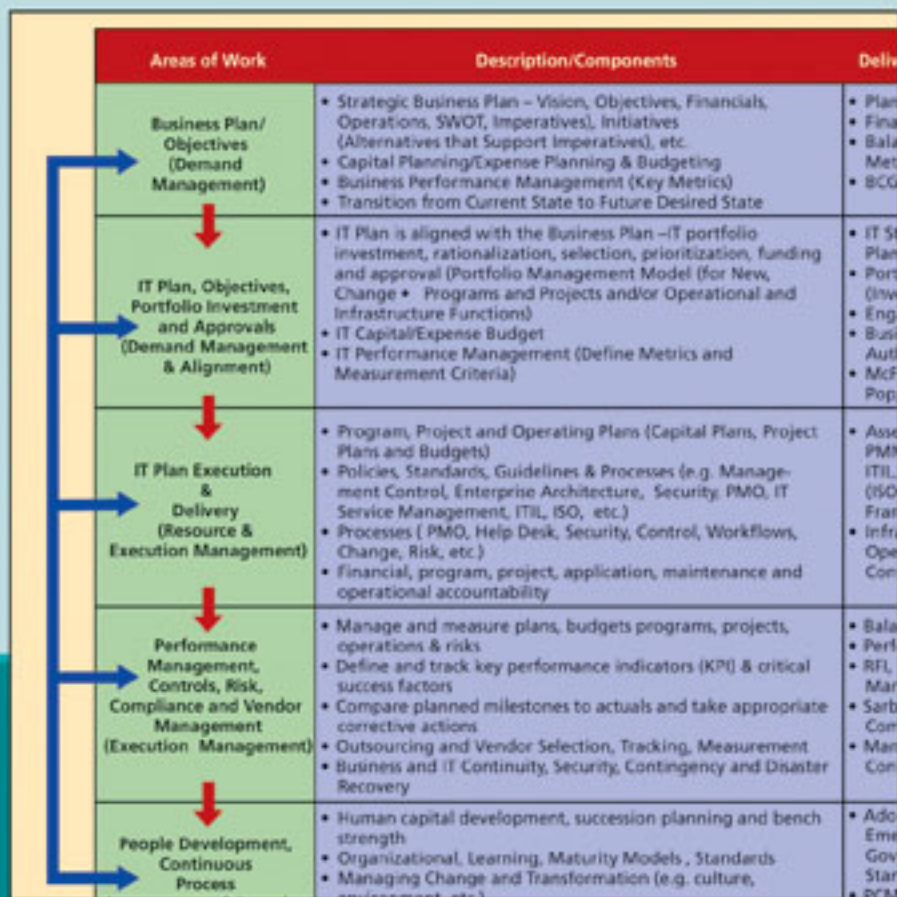 Areas of Work
Description/Components
Business Plan/
Objectives
(Demand
Management)
• Strategic Business Plan – Vision, Objectives, Financials,
Operations, SWOT, Imperatives), Initiatives
(Alternatives that Support Imperatives), etc.
• Capital Planning/Expense Planning & Budgeting
• Business Performance Management (Key Metrics)
• Transition from Current State to Future Desired State
IT Plan, Objectives,
Portfolio Investment
and Approvals
(Demand Management
& Alignment)
• IT Plan is aligned with the Business Plan –IT portfolio
investment, rationalization, selection, prioritization, funding
and approval (Portfolio Management Model (for New,
Change • Programs and Projects and/or Operational and
Infrastructure Functions)
• IT Capital/Expense Budget
• IT Performance Management (Define Metrics and
Measurement Criteria)
IT Plan Execution
&
Delivery
(Resource &
Execution Management)
• Program, Project and Operating Plans (Capital Plans, Project
Plans and Budgets)
• Policies, Standards, Guidelines & Processes (e.g. Manage-
ment Control, Enterprise Architecture, Security, PMO, IT
Service Management, ITIL, ISO, etc.)
• Processes ( PMO, Help Desk, Security, Control, Workflows,
Change, Risk, etc.)
• Financial, program, project, application, maintenance and
operational accountability
Performance
Management,
Controls, Risk,
Compliance and Vendor
Management
(Execution Management)
• Manage and measure plans, budgets programs, projects,
operations & risks
• Define and track key performance indicators (KPI) & critical
success factors
• Compare planned milestones to actuals and take appropriate
corrective actions
• Outsourcing and Vendor Selection, Tracking, Measurement
• Business and IT Continuity, Security, Contingency and Disaster
Recovery
People Development,
Continuous
Process
• Human capital development, succession planning and bench
strength
• Organizational, Learning, Maturity Models , Standards
• Managing Change and Transformation (e.g. culture,